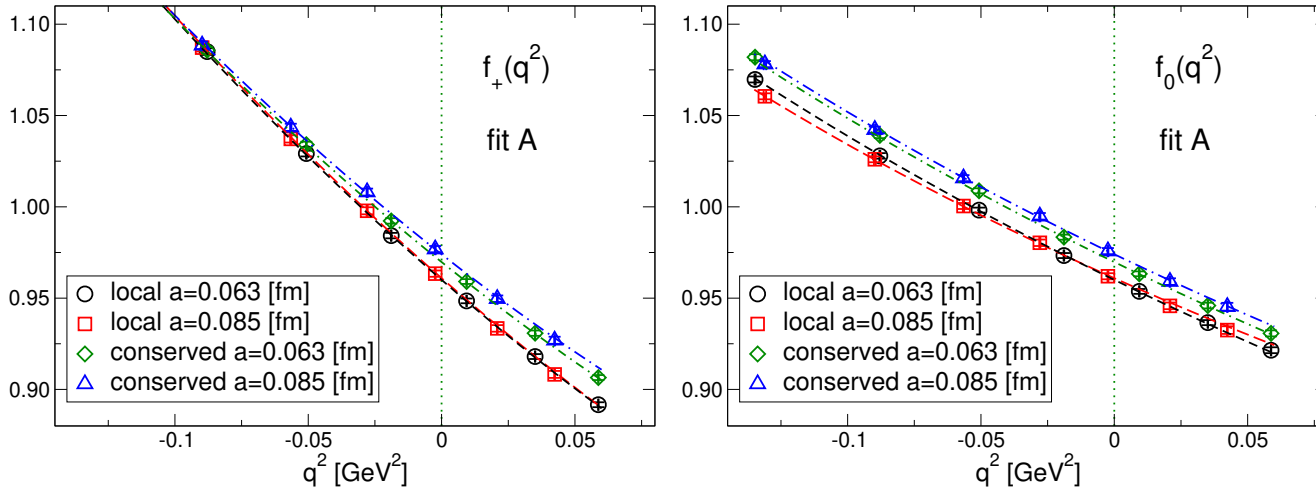 1.10
1.05
1.00
0.95
0.90
f₊(q²)
fit A
local a=0.063 [fm]
local a=0.085 [fm]
conserved a=0.063 [fm]
conserved a=0.085 [fm]
-0.1 -0.05 0 0.05
q² [GeV²]
1.10
1.05
1.00
0.95
0.90
f₀(q²)
fit A
local a=0.063 [fm]
local a=0.085 [fm]
conserved a=0.063 [fm]
conserved a=0.085 [fm]
-0.1 -0.05 0 0.05
q² [GeV²]